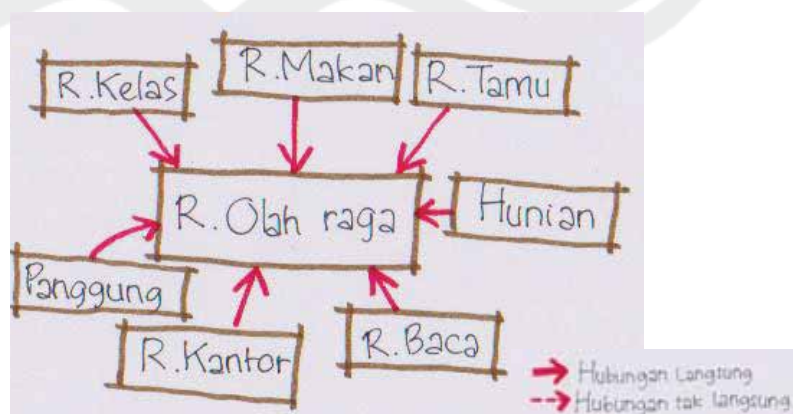 R.Kelas
R.Makan
R.Tamu
R.Olah raga
Hunian
Panggung
R.Kantor
R.Baca
Hubungan Langsung
Hubungan tak langsung